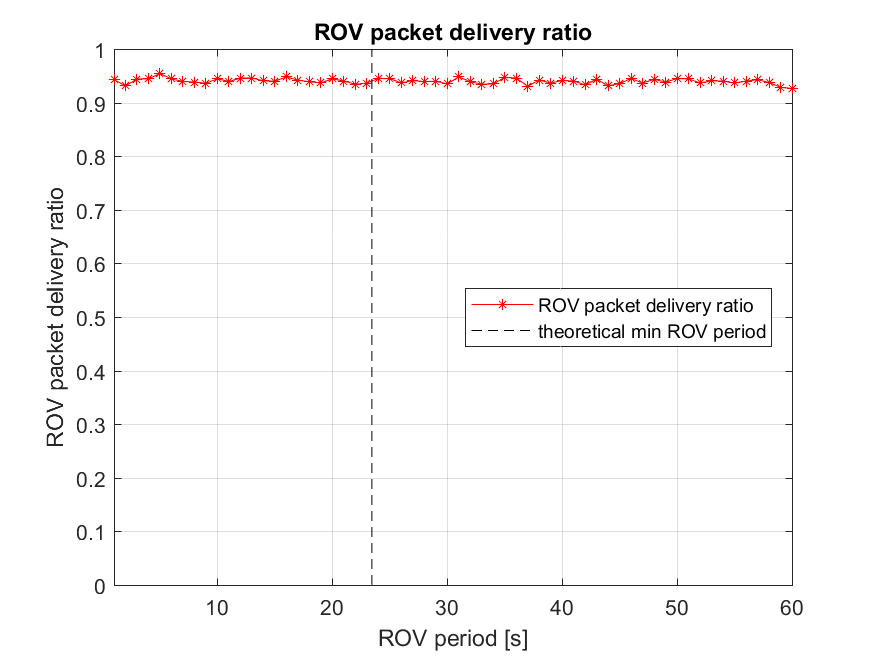 ROV packet delivery ratio
1
0.9
0.8
0.7
0.6
0.5
0.4
0.3
0.2
0.1
0
ROV packet delivery ratio
ROV packet delivery ratio
theoretical min ROV period
10 20 30 40 50 60
ROV period [s]